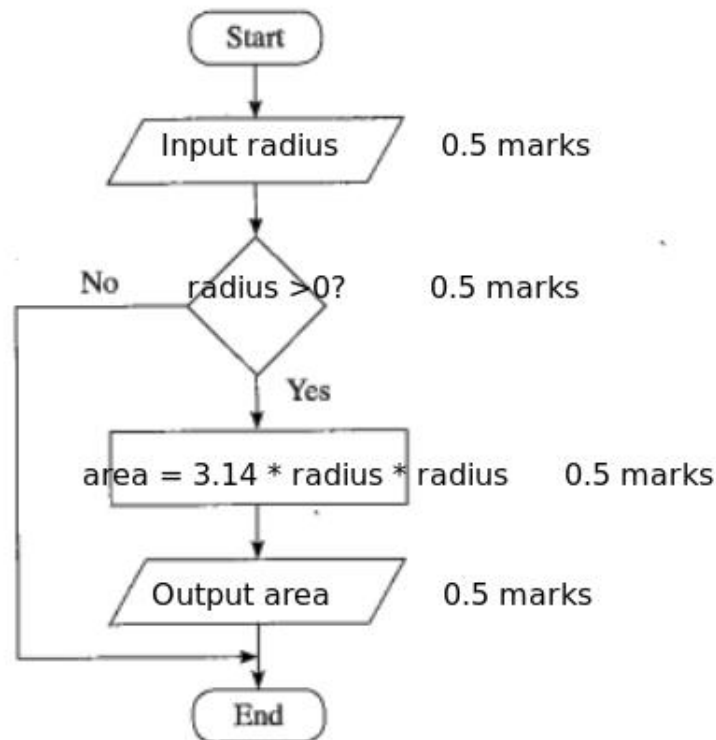 Start
Input radius 0.5 marks
No radius >0? 0.5 marks
Yes
area = 3.14 * radius * radius 0.5 marks
Output area 0.5 marks
End